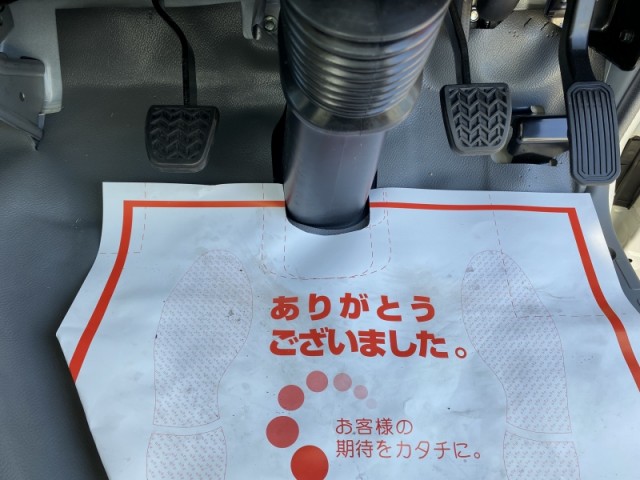 ありがとう
ございました。
お客様の
期待をカタチに。